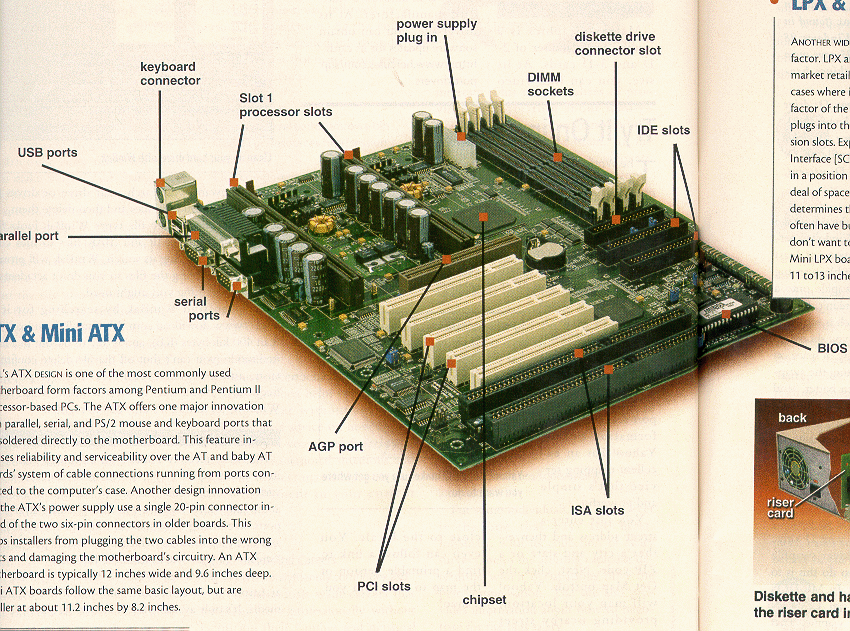 power supply
plug in
diskette drive
connector slot
keyboard
connector
DIMM
sockets
Slot 1
processor slots
IDE slots
USB ports
parallel port
serial
ports
BIOS
AGP port
ISA slots
PCI slots
chipset
TX & Mini ATX
's ATX DESIGN is one of the most commonly used
herboard form factors among Pentium and Pentium II
cessor-based PCs. The ATX offers one major innovation
parallel, serial, and PS/2 mouse and keyboard ports that
soldered directly to the motherboard. This feature in-
ses reliability and serviceability over the AT and baby AT
rds' system of cable connections running from ports con-
ted to the computer's case. Another design innovation
the ATX's power supply use a single 20-pin connector in-
d of the two six-pin connectors in older boards. This
ps installers from plugging the two cables into the wrong
ts and damaging the motherboard's circuitry. An ATX
herboard is typically 12 inches wide and 9.6 inches deep.
i ATX boards follow the same basic layout, but are
ller at about 11.2 inches by 8.2 inches.
LPX &
ANOTHER WID
factor. LPX a
market retail
cases where i
factor of the
plugs into th
sion slots. Exp
Interface [SC
in a position
deal of space
determines th
often have bu
don't want to
Mini LPX boa
11 to 13 inche
back
riser
card
Diskette and ha
the riser card in